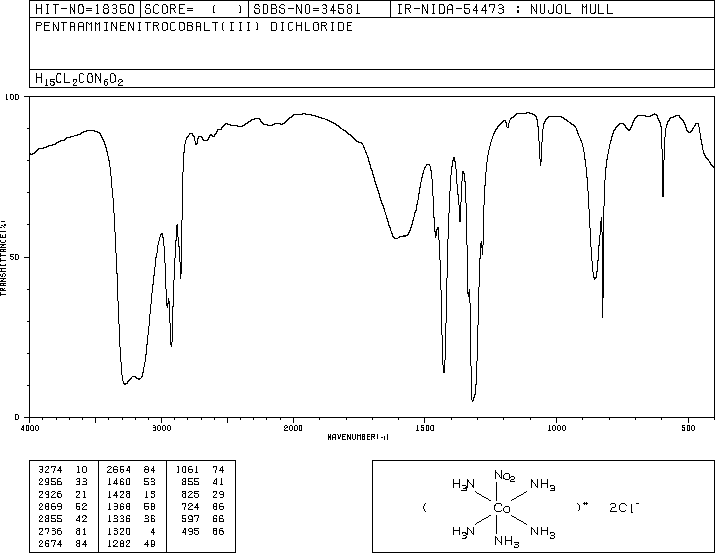 HIT-NO=18350 SCORE= ( ) SDBS-NO=34581 IR-NIDA-54473 : NUJOL MULL
PENTAAMMINENITROCOBALT(III) DICHLORIDE
H15CL2CON6O2
100
50
0
TRANSMITTANCE(%)
4000 3000 2000 1500 1000 500
WAVENUMBER(-1)
3274 10 2664 84 1061 74
2956 33 1460 53 855 41
2926 21 1428 13 825 29
2869 62 1368 58 724 86
2855 42 1336 36 597 66
2736 81 1320 4 495 86
2674 84 1282 49
NO2
H3N NH3
( Co )+ 2Cl-
H3N NH3
NH3